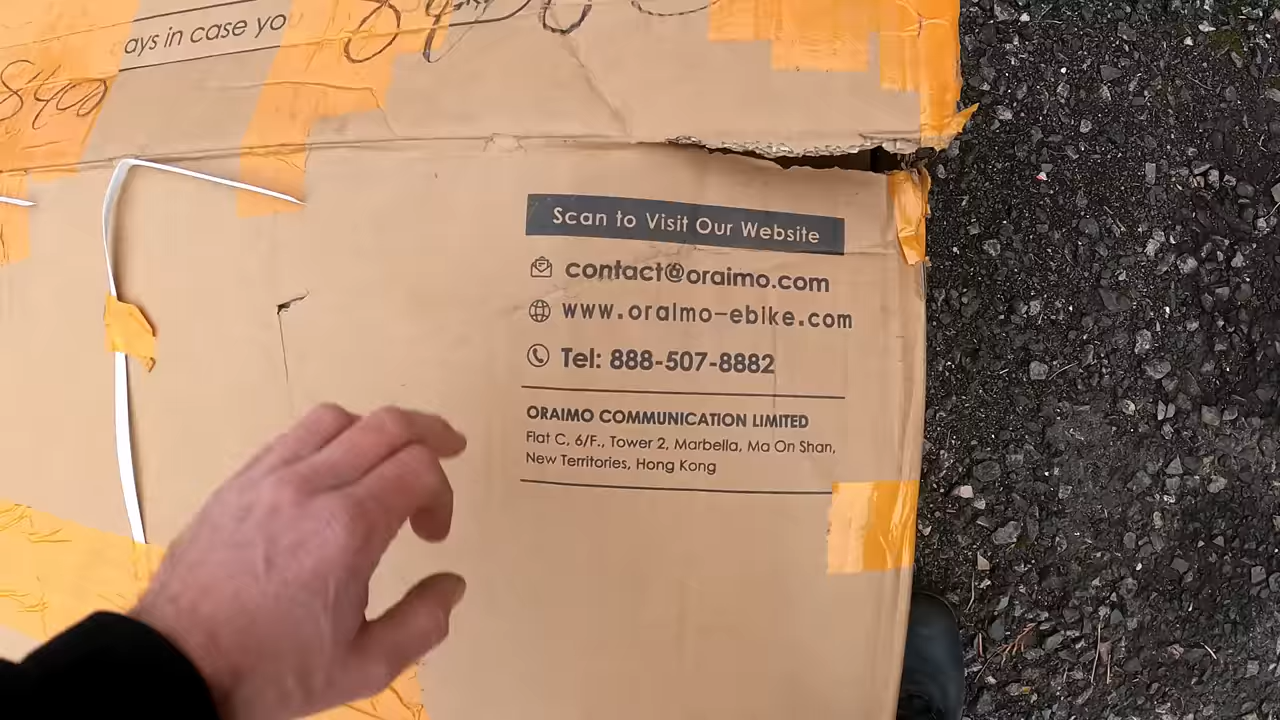 ays in case yo
8400
Scan to Visit Our Website
contact@oraimo.com
www.oraimo-ebike.com
Tel: 888-507-8882
ORAIMO COMMUNICATION LIMITED
Flat C, 6/F., Tower 2, Marbella, Ma On Shan,
New Territories, Hong Kong